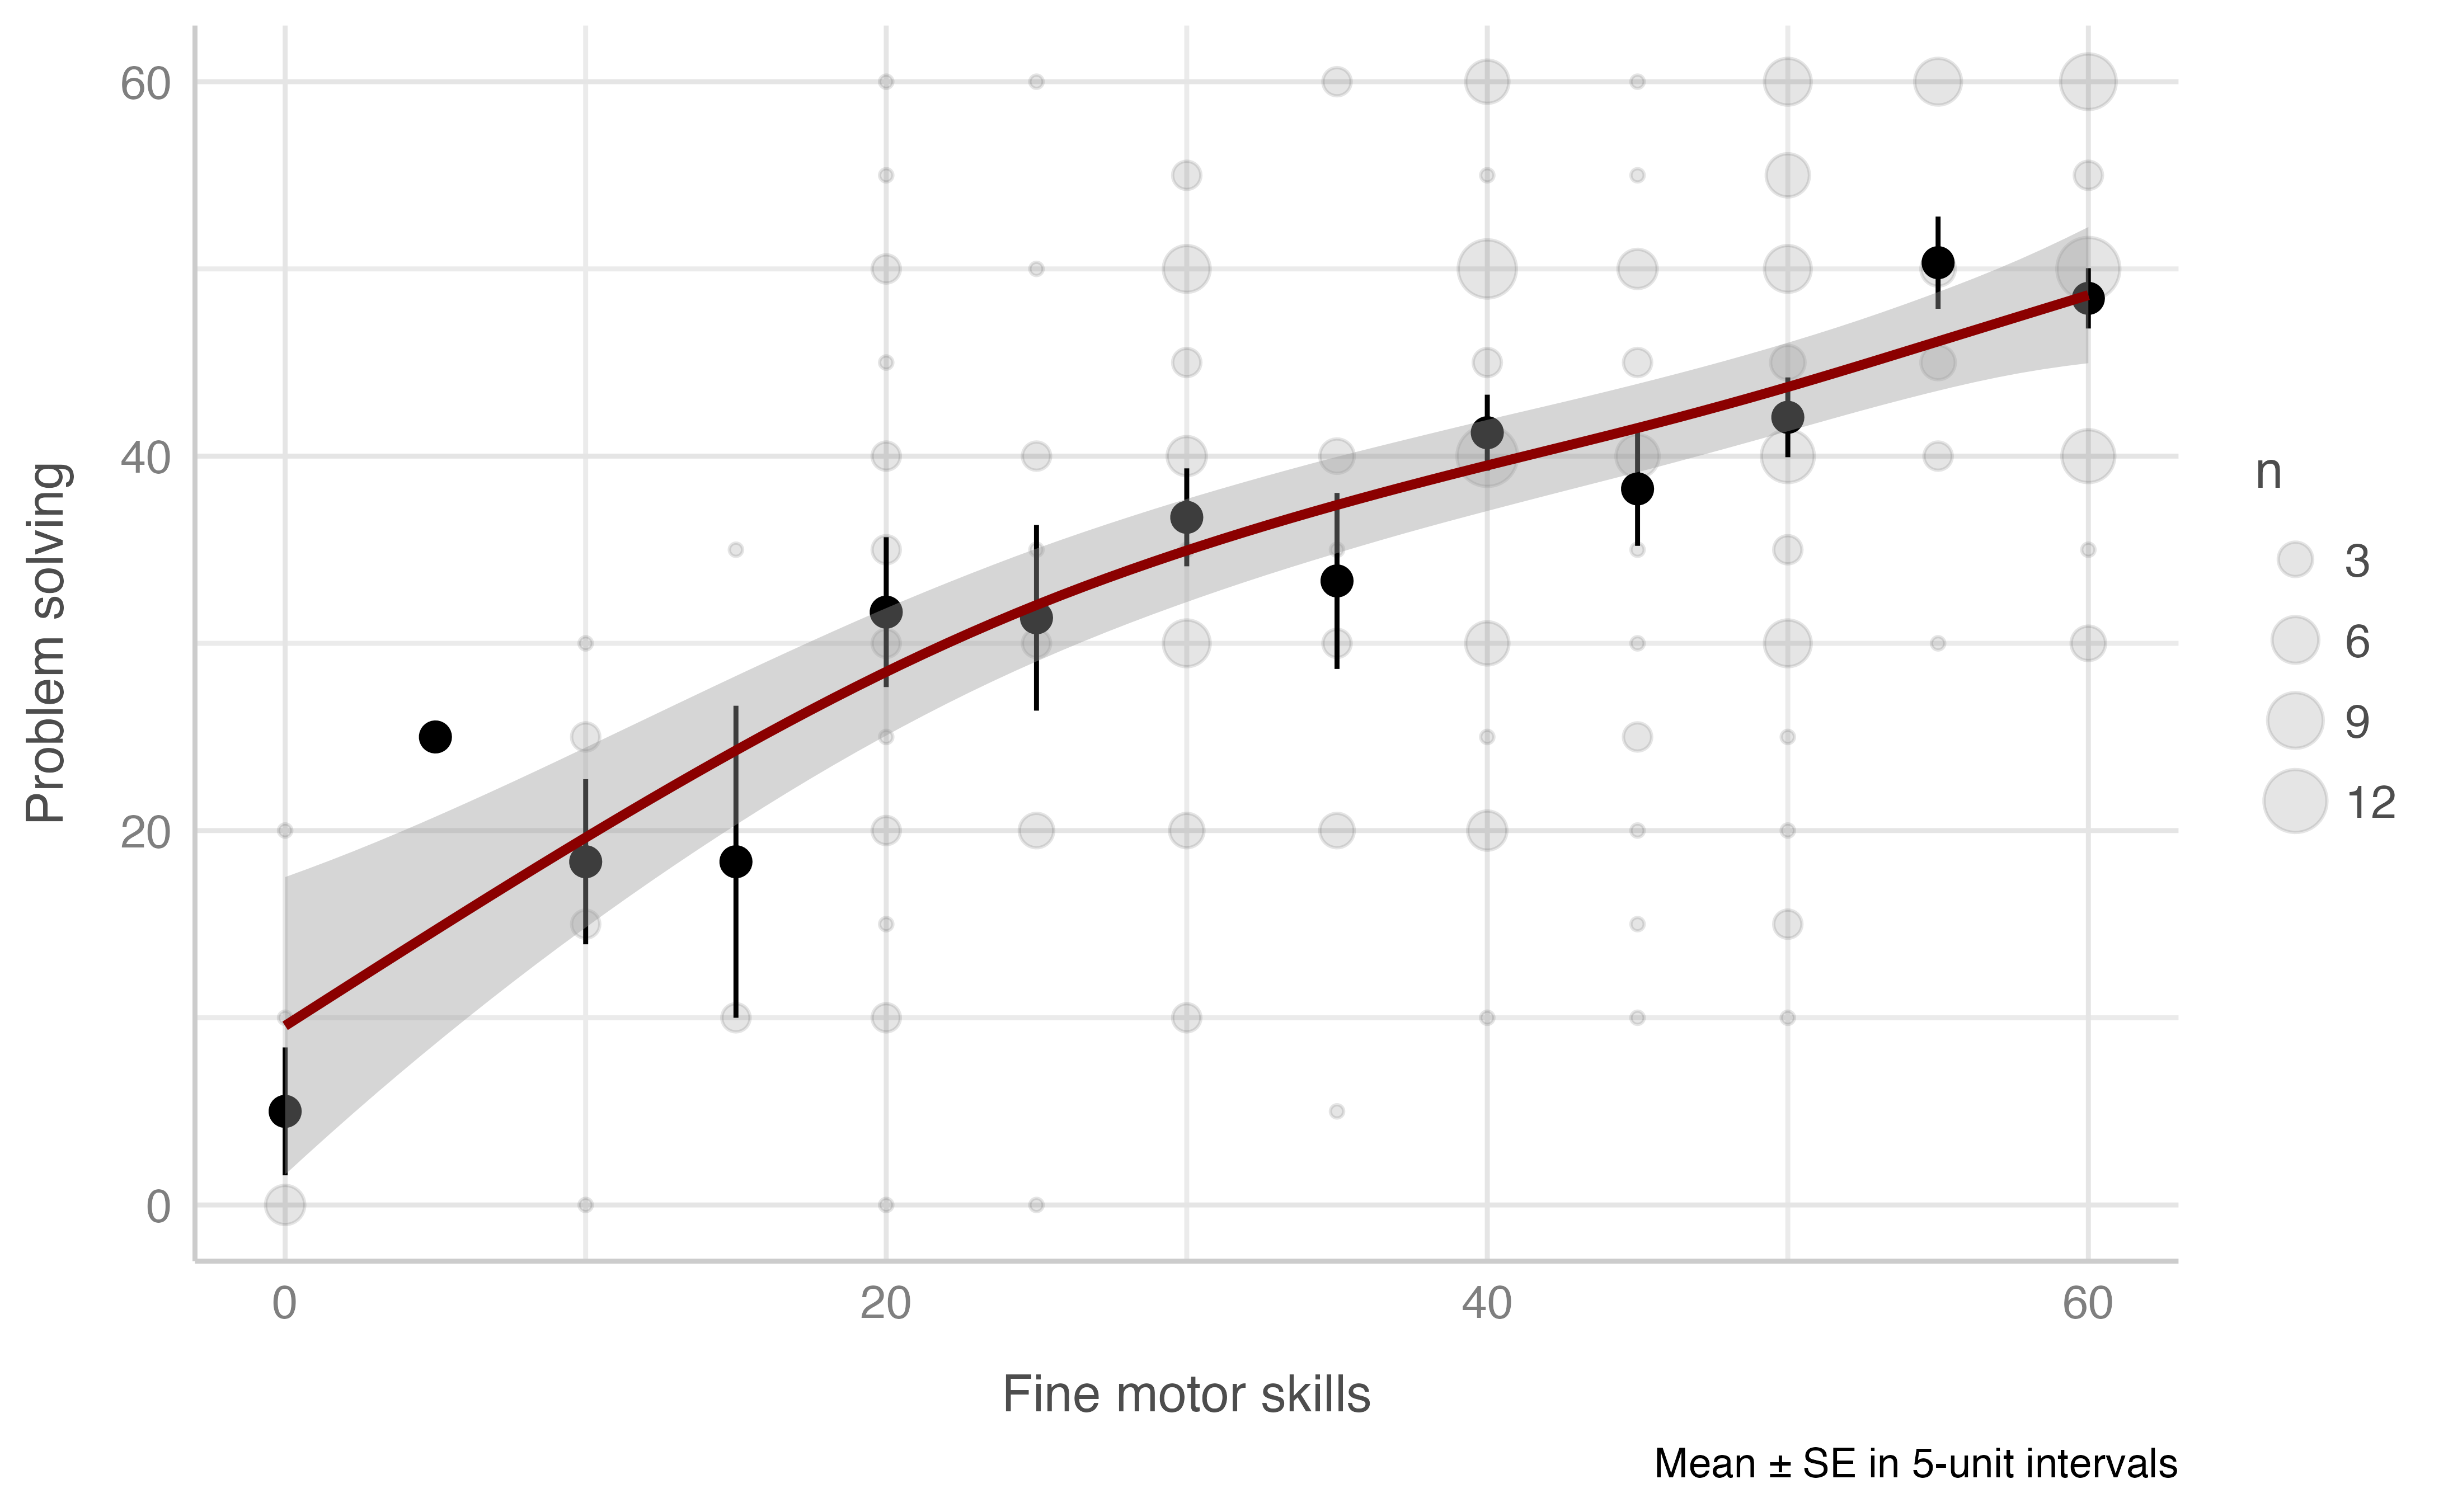 Problem solving
60
40
20
0
0 20 40 60
Fine motor skills
n
3
6
9
12
Mean ± SE in 5-unit intervals